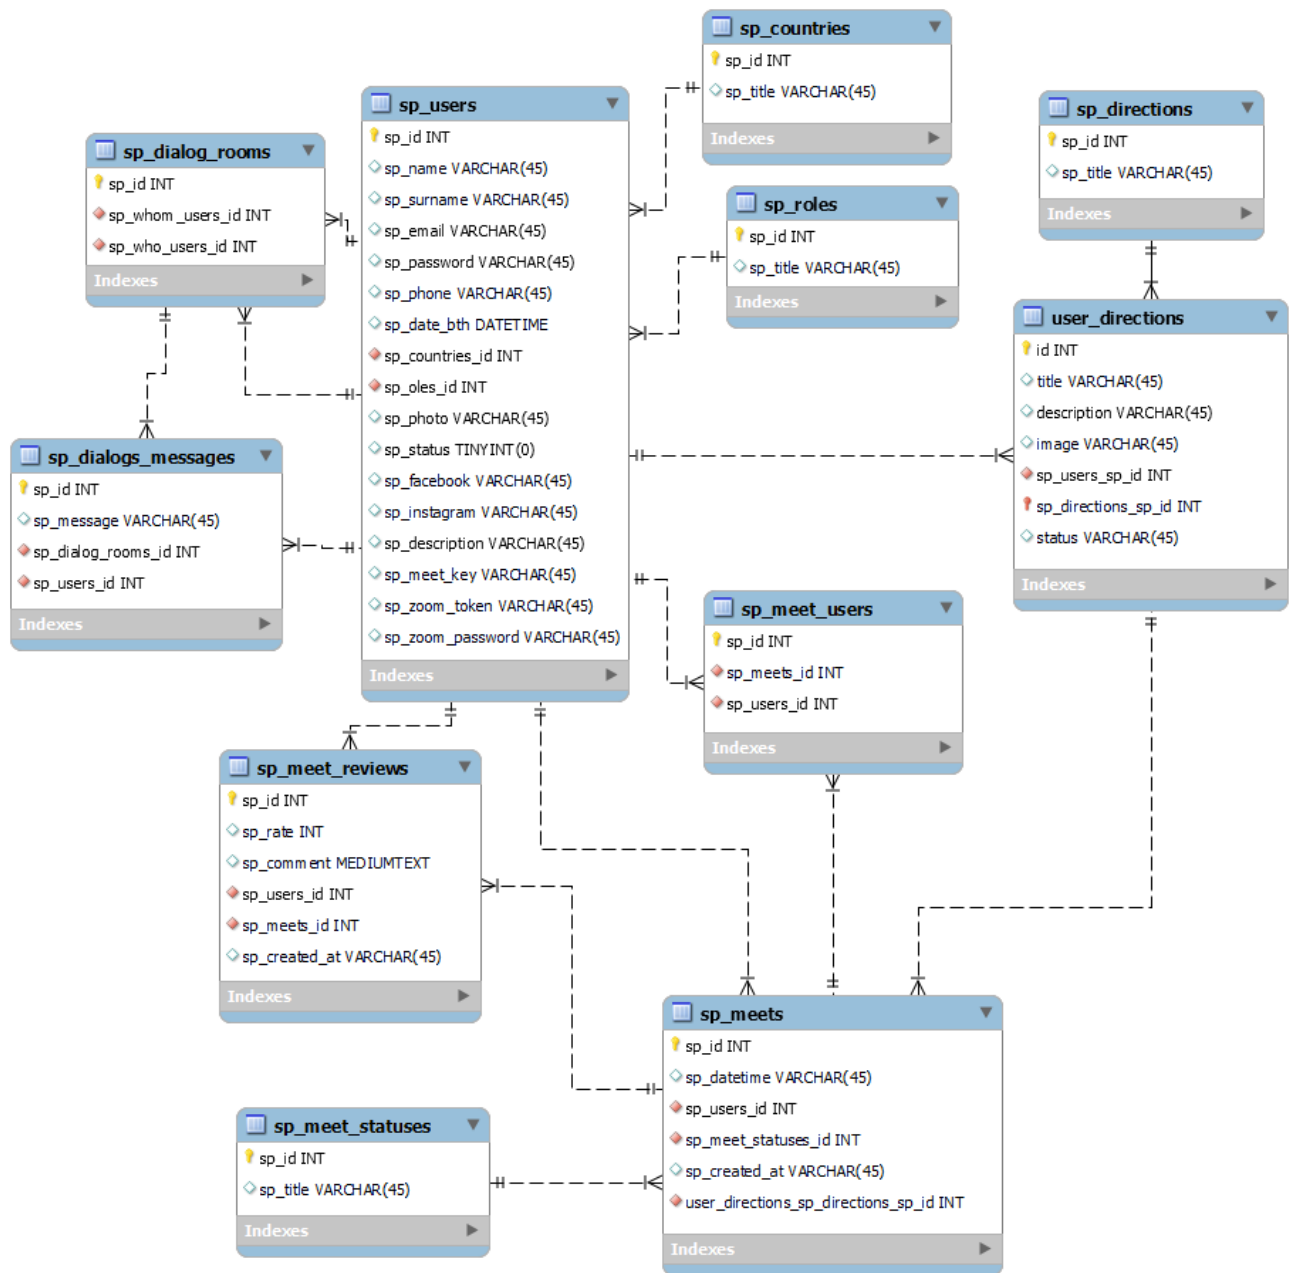 sp_countries
sp_id INT
sp_title VARCHAR(45)
Indexes
sp_users
sp_id INT
sp_name VARCHAR(45)
sp_surname VARCHAR(45)
sp_email VARCHAR(45)
sp_password VARCHAR(45)
sp_phone VARCHAR(45)
sp_date_bth DATETIME
sp_countries_id INT
sp_oles_id INT
sp_photo VARCHAR(45)
sp_status TINYINT(0)
sp_facebook VARCHAR(45)
sp_instagram VARCHAR(45)
sp_description VARCHAR(45)
sp_meet_key VARCHAR(45)
sp_zoom_token VARCHAR(45)
sp_zoom_password VARCHAR(45)
Indexes
sp_directions
sp_id INT
sp_title VARCHAR(45)
Indexes
sp_dialog_rooms
sp_id INT
sp_whom _users_id INT
sp_who_users_id INT
Indexes
sp_roles
sp_id INT
sp_title VARCHAR(45)
Indexes
user_directions
id INT
title VARCHAR(45)
description VARCHAR(45)
image VARCHAR(45)
sp_users_sp_id INT
sp_directions_sp_id INT
status VARCHAR(45)
Indexes
sp_dialogs_messages
sp_id INT
sp_message VARCHAR(45)
sp_dialog_rooms_id INT
sp_users_id INT
Indexes
sp_meet_users
sp_id INT
sp_meets_id INT
sp_users_id INT
Indexes
sp_meet_reviews
sp_id INT
sp_rate INT
sp_comment MEDIUMTEXT
sp_users_id INT
sp_meets_id INT
sp_created_at VARCHAR(45)
Indexes
sp_meets
sp_id INT
sp_datetime VARCHAR(45)
sp_users_id INT
sp_meet_statuses_id INT
sp_created_at VARCHAR(45)
user_directions_sp_directions_sp_id INT
Indexes
sp_meet_statuses
sp_id INT
sp_title VARCHAR(45)
Indexes